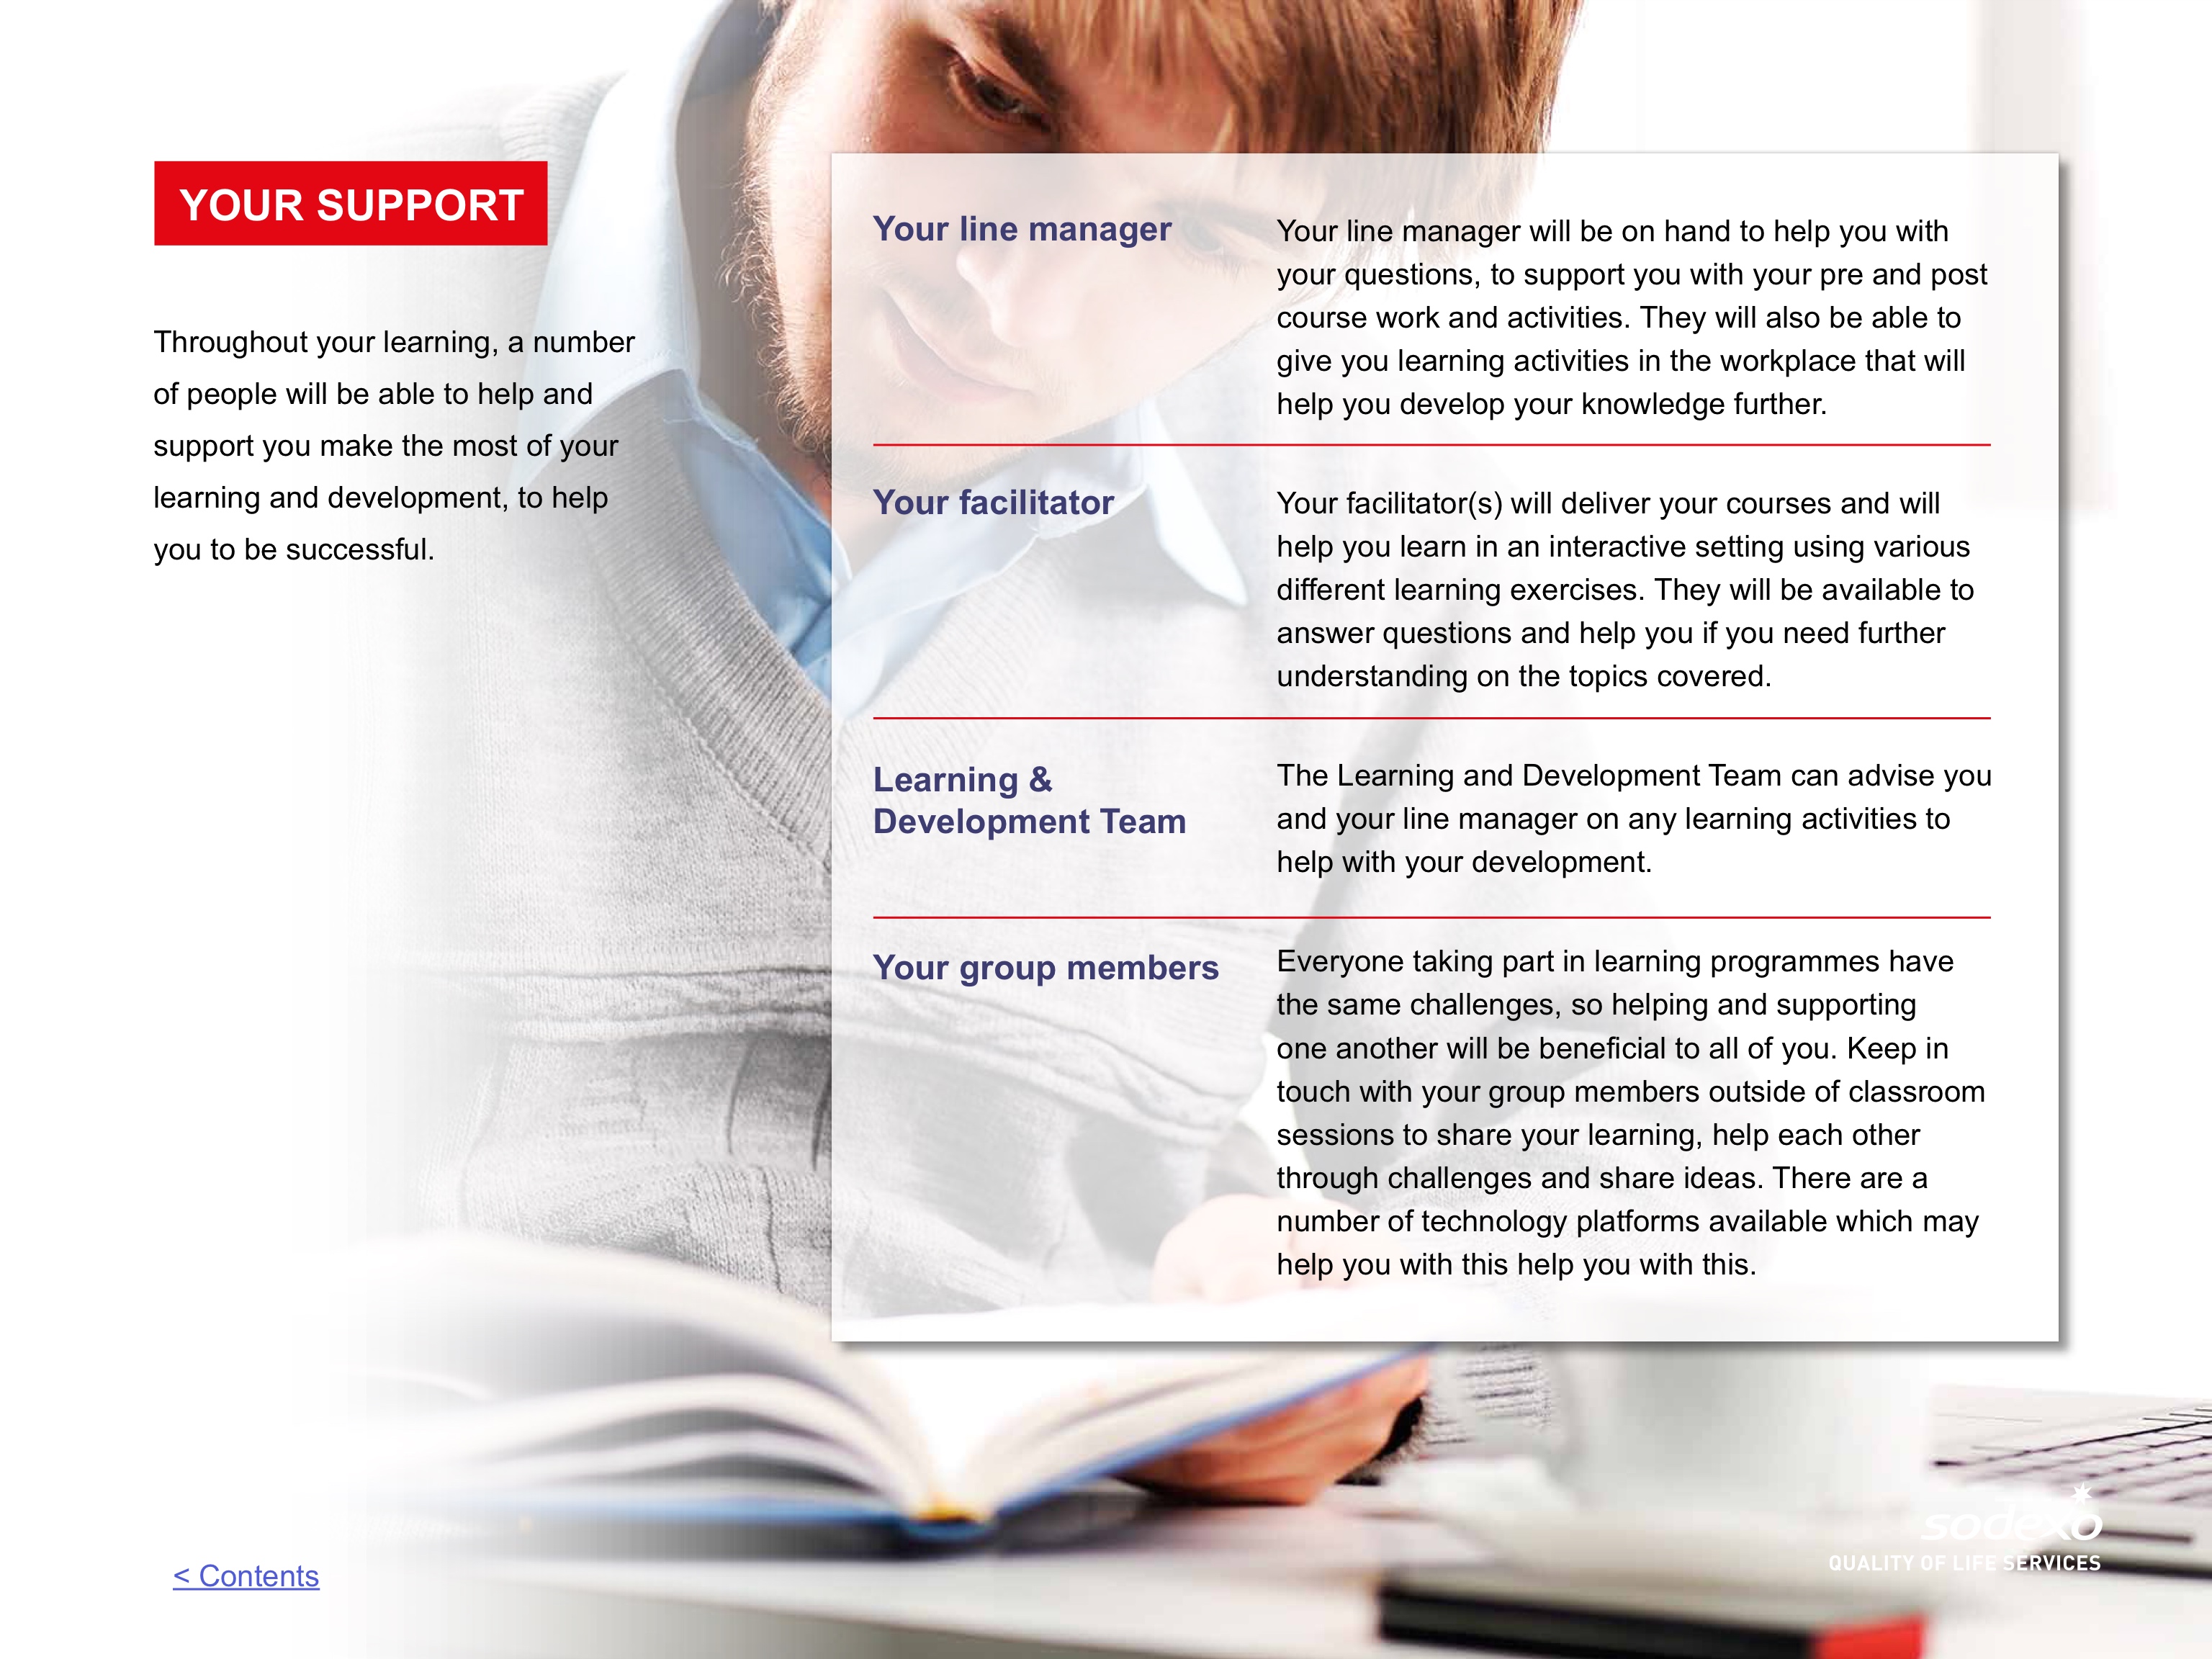 YOUR SUPPORT
Throughout your learning, a number
of people will be able to help and
support you make the most of your
learning and development, to help
you to be successful.
Your line manager
Your line manager will be on hand to help you with
your questions, to support you with your pre and post
course work and activities. They will also be able to
give you learning activities in the workplace that will
help you develop your knowledge further.
Your facilitator
Your facilitator(s) will deliver your courses and will
help you learn in an interactive setting using various
different learning exercises. They will be available to
answer questions and help you if you need further
understanding on the topics covered.
Learning &
Development Team
The Learning and Development Team can advise you
and your line manager on any learning activities to
help with your development.
Your group members
Everyone taking part in learning programmes have
the same challenges, so helping and supporting
one another will be beneficial to all of you. Keep in
touch with your group members outside of classroom
sessions to share your learning, help each other
through challenges and share ideas. There are a
number of technology platforms available which may
help you with this help you with this.
< Contents
sodexo
QUALITY OF LIFE SERVICES